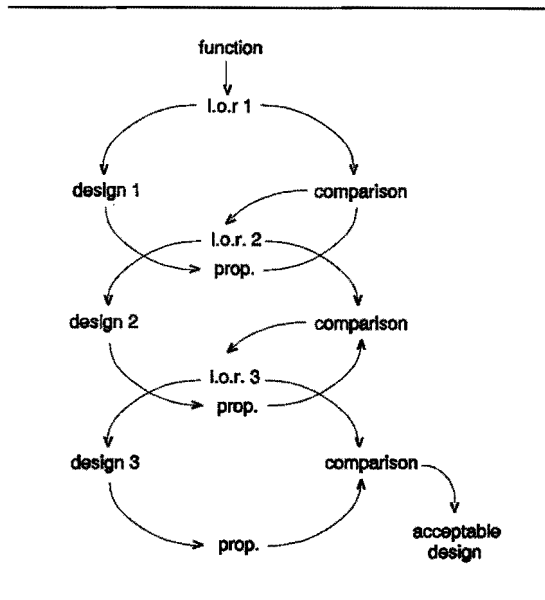 function
l.o.r 1
design 1
comparison
l.o.r. 2
prop.
design 2
comparison
l.o.r. 3
prop.
design 3
comparison
prop.
acceptable
design